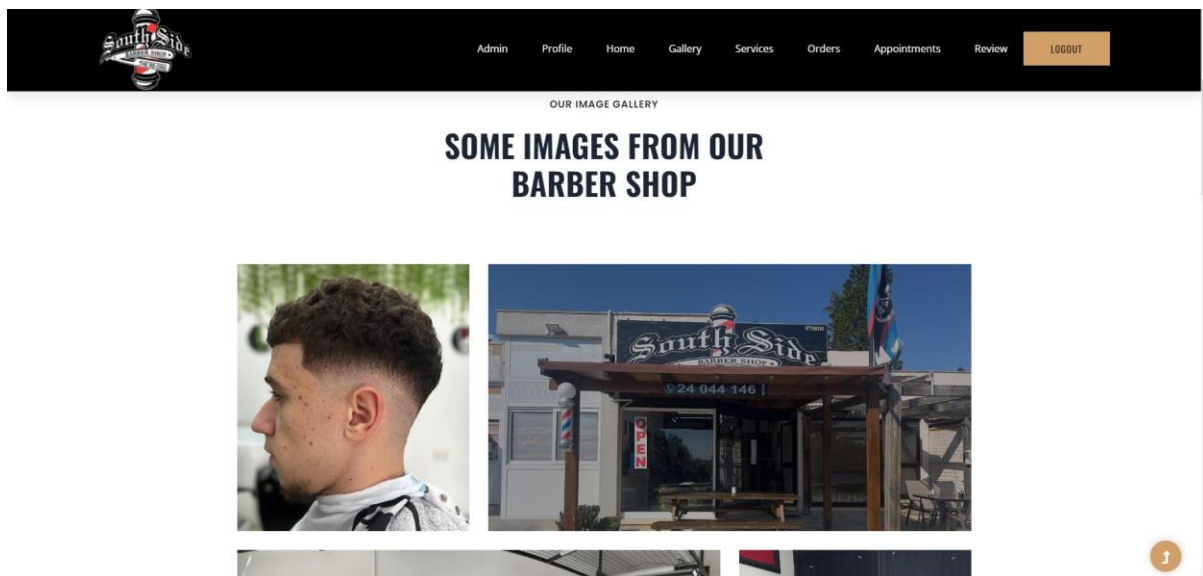 South Side
BARBER SHOP
Admin
Profile
Home
Gallery
Services
Orders
Appointments
Review
LOGOUT
OUR IMAGE GALLERY
SOME IMAGES FROM OUR
BARBER SHOP
South Side
BARBER SHOP
24 044 146
OPEN